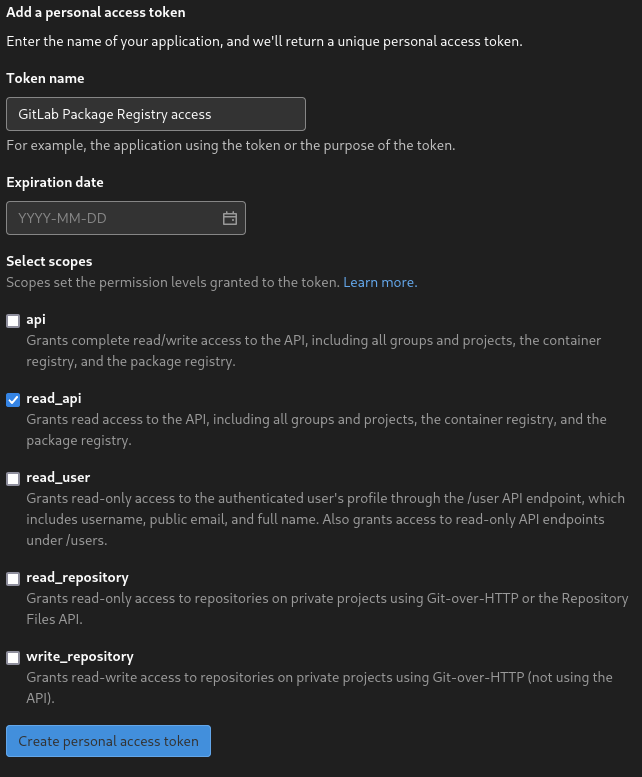 Add a personal access token
Enter the name of your application, and we'll return a unique personal access token.
Token name
GitLab Package Registry access
For example, the application using the token or the purpose of the token.
Expiration date
YYYY-MM-DD
Select scopes
Scopes set the permission levels granted to the token. Learn more.
api
Grants complete read/write access to the API, including all groups and projects, the container
registry, and the package registry.
read_api
Grants read access to the API, including all groups and projects, the container registry, and the
package registry.
read_user
Grants read-only access to the authenticated user's profile through the /user API endpoint, which
includes username, public email, and full name. Also grants access to read-only API endpoints
under /users.
read_repository
Grants read-only access to repositories on private projects using Git-over-HTTP or the Repository
Files API.
write_repository
Grants read-write access to repositories on private projects using Git-over-HTTP (not using the
API).
Create personal access token